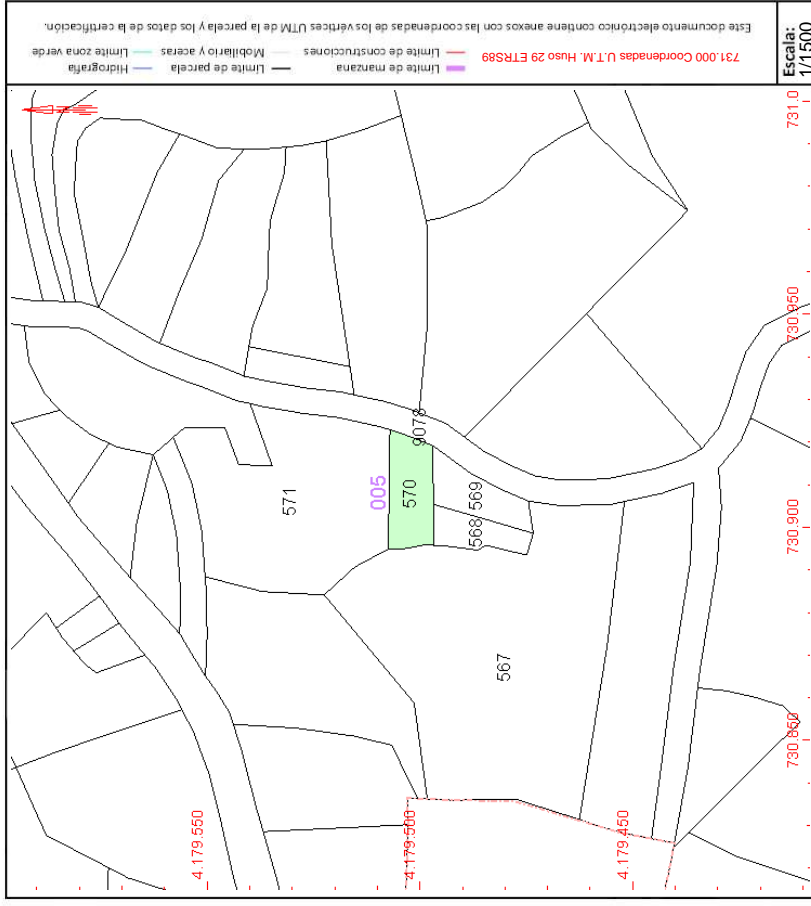 Este documento electrónico contiene anexos con las coordenadas de los vértices UTM de la parcela y los datos de la certificación.
731.000 Coordenadas U.T.M. Huso 29 ETRS89
Límite de manzana
Límite de parcela
Hidrografía
Límite de construcciones
Mobiliario y aceras
Límite zona verde
Escala:
1/1500
731.0
730.950
730.900
730.850
4.179.550
4.179.500
4.179.450
571
005
570
9078
569
568
567